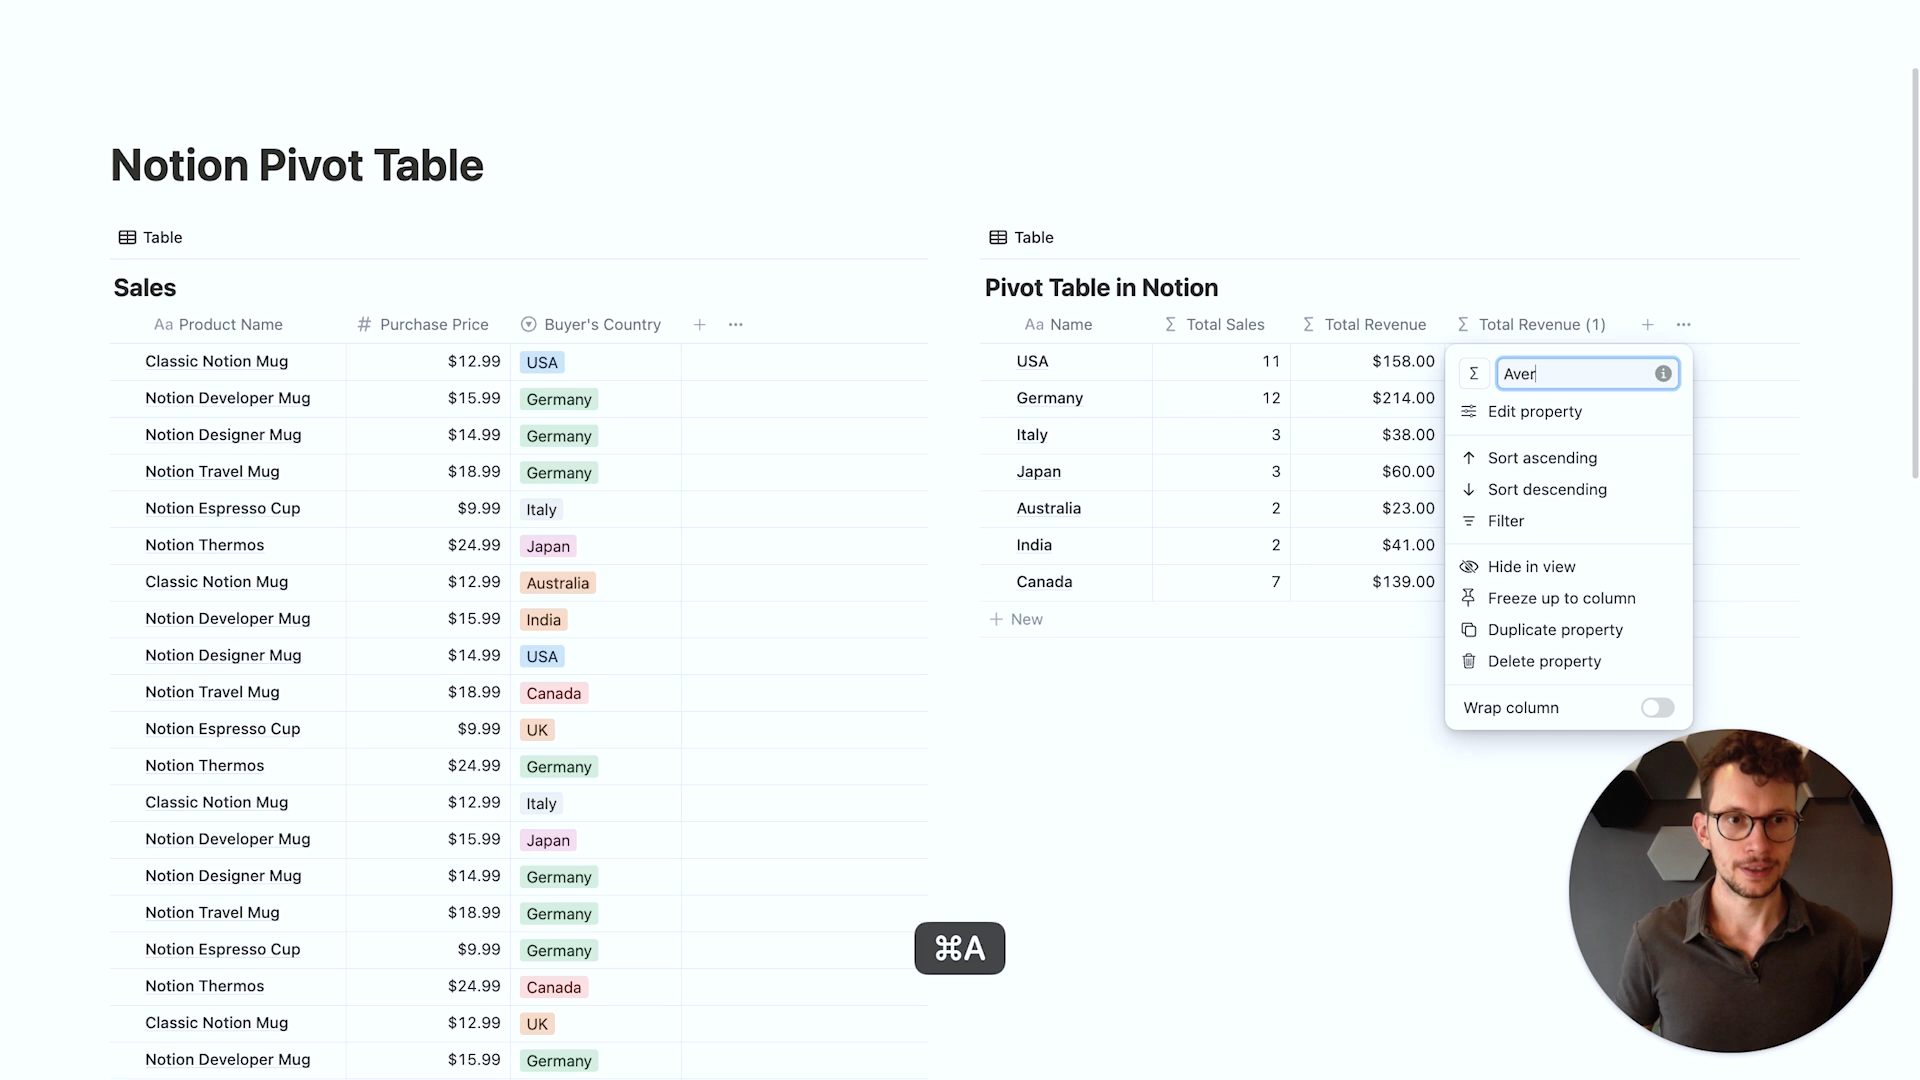 Notion Pivot Table
Table
Sales
Aa Product Name # Purchase Price Buyer's Country + •••
Classic Notion Mug $12.99 USA
Notion Developer Mug $15.99 Germany
Notion Designer Mug $14.99 Germany
Notion Travel Mug $18.99 Germany
Notion Espresso Cup $9.99 Italy
Notion Thermos $24.99 Japan
Classic Notion Mug $12.99 Australia
Notion Developer Mug $15.99 India
Notion Designer Mug $14.99 USA
Notion Travel Mug $18.99 Canada
Notion Espresso Cup $9.99 UK
Notion Thermos $24.99 Germany
Classic Notion Mug $12.99 Italy
Notion Developer Mug $15.99 Japan
Notion Designer Mug $14.99 Germany
Notion Travel Mug $18.99 Germany
Notion Espresso Cup $9.99 Germany
Notion Thermos $24.99 Canada
Classic Notion Mug $12.99 UK
Notion Developer Mug $15.99 Germany
Table
Pivot Table in Notion
Aa Name Σ Total Sales Σ Total Revenue Σ Total Revenue (1) + •••
USA 11 $158.00
Germany 12 $214.00
Italy 3 $38.00
Japan 3 $60.00
Australia 2 $23.00
India 2 $41.00
Canada 7 $139.00
+ New
Σ Aver
Edit property
Sort ascending
Sort descending
Filter
Hide in view
Freeze up to column
Duplicate property
Delete property
Wrap column
⌘A